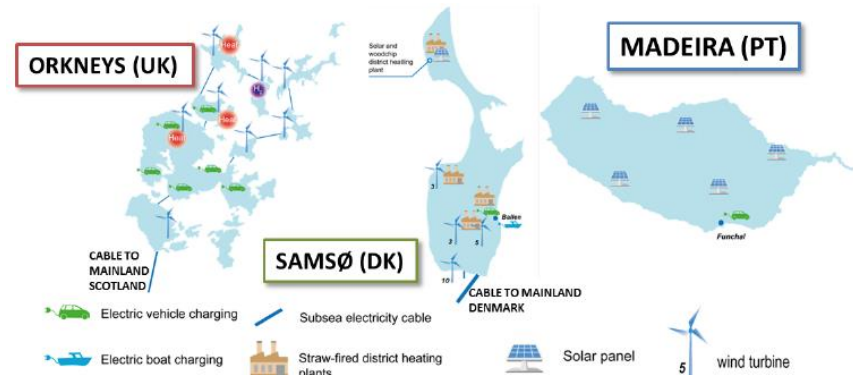 ORKNEYS (UK)
Heat
H₂
Heat
Heat
CABLE TO
MAINLAND
SCOTLAND
Solar and
woodchip
district heating
plant
3
Ballen
3
5
10
SAMSØ (DK)
CABLE TO MAINLAND
DENMARK
MADEIRA (PT)
Funchal
Electric vehicle charging
Subsea electricity cable
Electric boat charging
Straw-fired district heating
plants
Solar panel
5
wind turbine